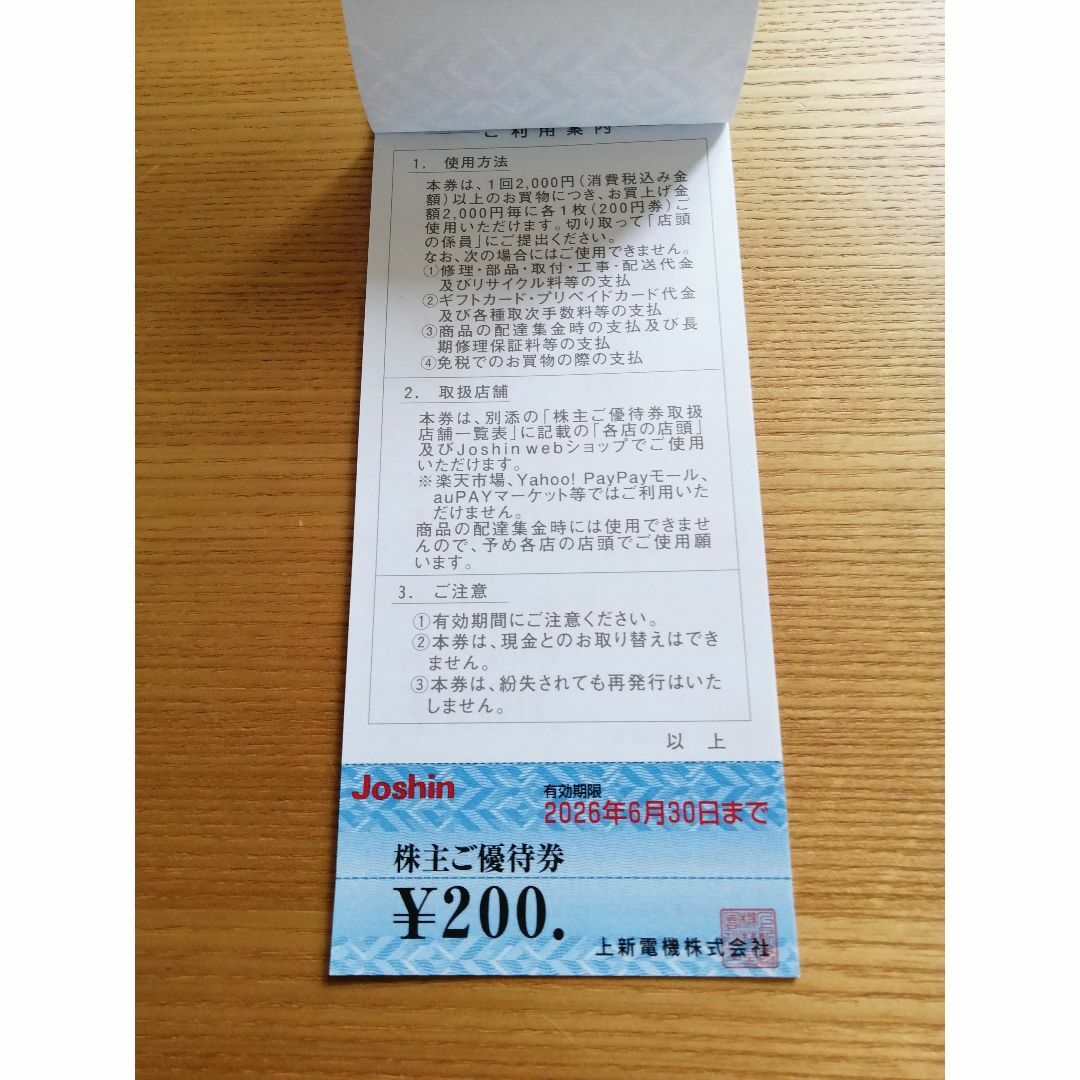 ご利用案内
1. 使用方法
本券は、1回2,000円(消費税込み金
額)以上のお買物につき、お買上げ金
額2,000円毎に各1枚(200円券)ご
使用いただけます。切り取って「店頭
の係員」にご提出ください。
なお、次の場合にはご使用できません。
①修理・部品・取付・工事・配送代金
及びリサイクル料等の支払
②ギフトカード・プリペイドカード代金
及び各種取次手数料等の支払
③商品の配達集金時の支払及び長
期修理保証料等の支払
④免税でのお買物の際の支払
2. 取扱店舗
本券は、別添の「株主ご優待券取扱
店舗一覧表」に記載の「各店の店頭」
及びJoshin webショップでご使用
いただけます。
※楽天市場、Yahoo! PayPayモール、
auPAYマーケット等ではご利用いた
だけません。
商品の配達集金時には使用できませ
んので、予め各店の店頭でご使用願
います。
3. ご注意
①有効期間にご注意ください。
②本券は、現金とのお取り替えはでき
ません。
③本券は、紛失されても再発行はいた
しません。
以上
Joshin
有効期限
2026年6月30日まで
株主ご優待券
¥200.
上新電機株式会社